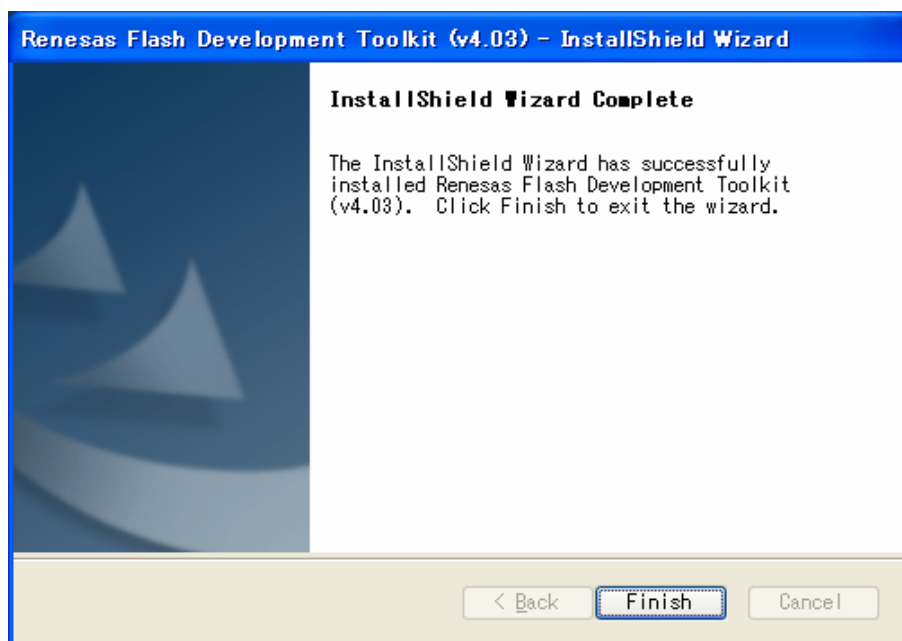 Renesas Flash Development Toolkit (v4.03) - InstallShield Wizard
InstallShield Wizard Complete
The InstallShield Wizard has successfully
installed Renesas Flash Development Toolkit
(v4.03).  Click Finish to exit the wizard.
< Back
Finish
Cancel